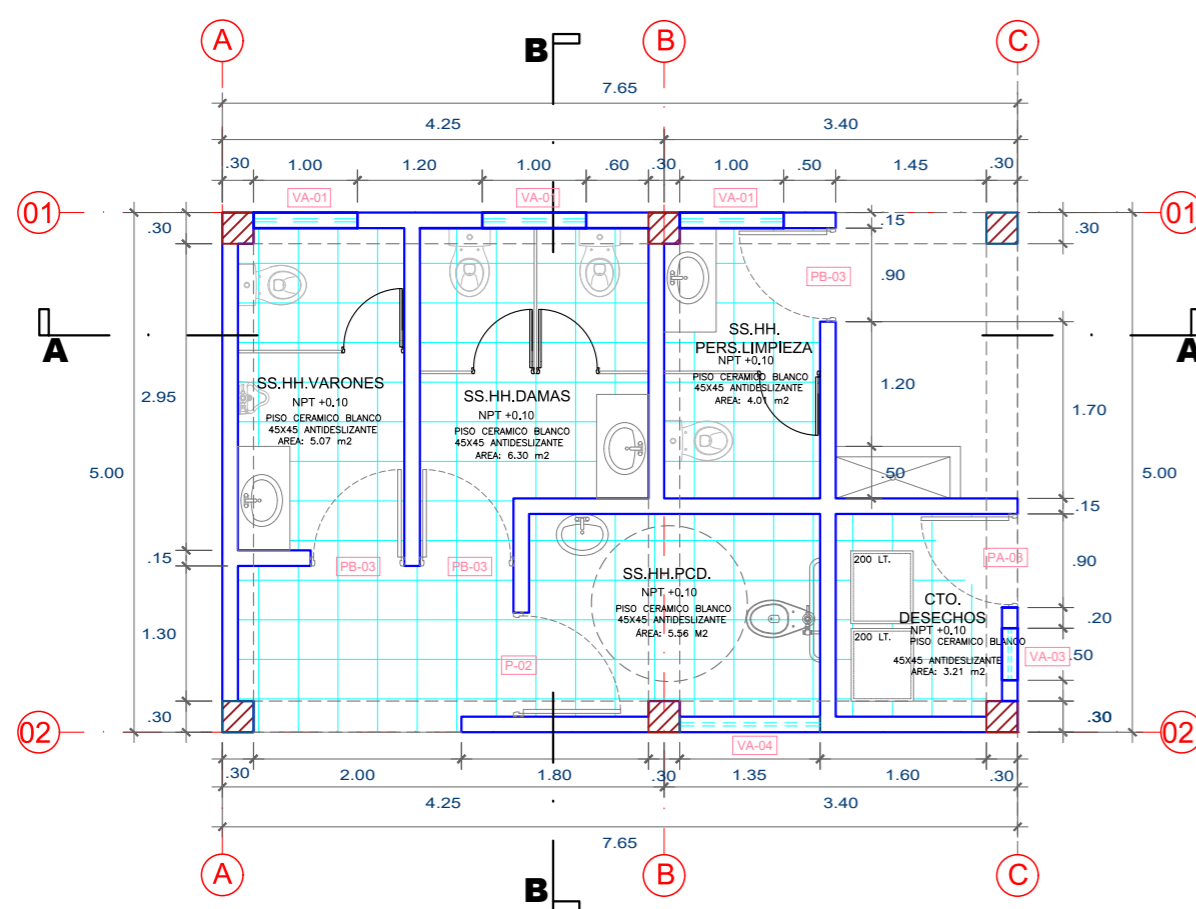 A
B
B
C
7.65
4.25
3.40
.30
1.00
1.20
1.00
.60
.30
1.00
.50
1.45
.30
VA-01
VA-01
VA-01
01
01
.30
.15
.30
.90
PB-03
A
A
SS.HH.
PERS.LIMPIEZA
NPT +0.10
PISO CERAMICO BLANCO
45X45 ANTIDESLIZANTE
AREA: 4.01 m2
SS.HH.VARONES
NPT +0.10
PISO CERAMICO BLANCO
45X45 ANTIDESLIZANTE
AREA: 5.07 m2
SS.HH.DAMAS
NPT +0.10
PISO CERAMICO BLANCO
45X45 ANTIDESLIZANTE
AREA: 6.30 m2
2.95
1.20
1.70
5.00
.50
5.00
.15
.15
PB-03
PB-03
PA-03
.90
200 LT.
SS.HH.PCD.
NPT +0.10
PISO CERAMICO BLANCO
45X45 ANTIDESLIZANTE
ÁREA: 5.56 M2
CTO.
DESECHOS
NPT +0.10
PISO CERAMICO BLANCO
45X45 ANTIDESLIZANTE
AREA: 3.21 m2
200 LT.
1.30
.20
P-02
VA-03
.50
.30
.30
02
02
VA-04
.30
2.00
1.80
.30
1.35
1.60
.30
4.25
3.40
7.65
A
B
B
C